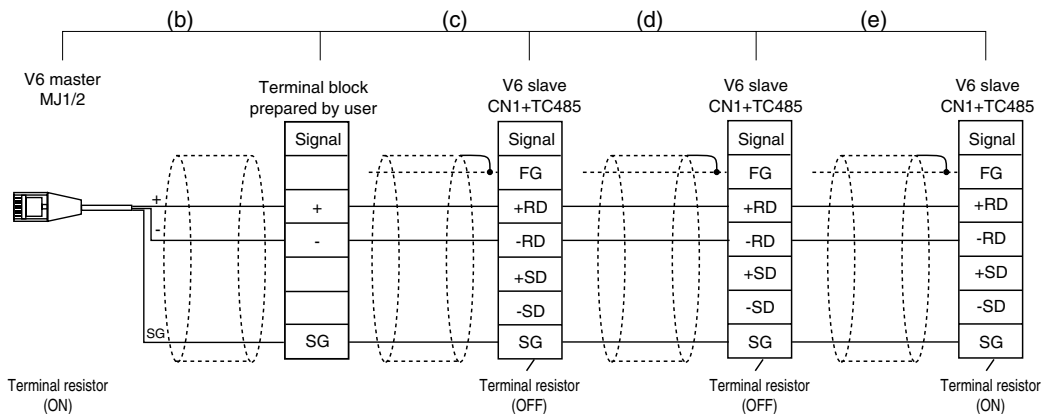 (b) (c) (d) (e)
V6 master
MJ1/2
Terminal block
prepared by user
V6 slave
CN1+TC485
V6 slave
CN1+TC485
V6 slave
CN1+TC485
+
-
SG
Signal
+
-
SG
Signal
FG
+RD
-RD
+SD
-SD
SG
Signal
FG
+RD
-RD
+SD
-SD
SG
Signal
FG
+RD
-RD
+SD
-SD
SG
Terminal resistor
(ON)
Terminal resistor
(OFF)
Terminal resistor
(OFF)
Terminal resistor
(ON)